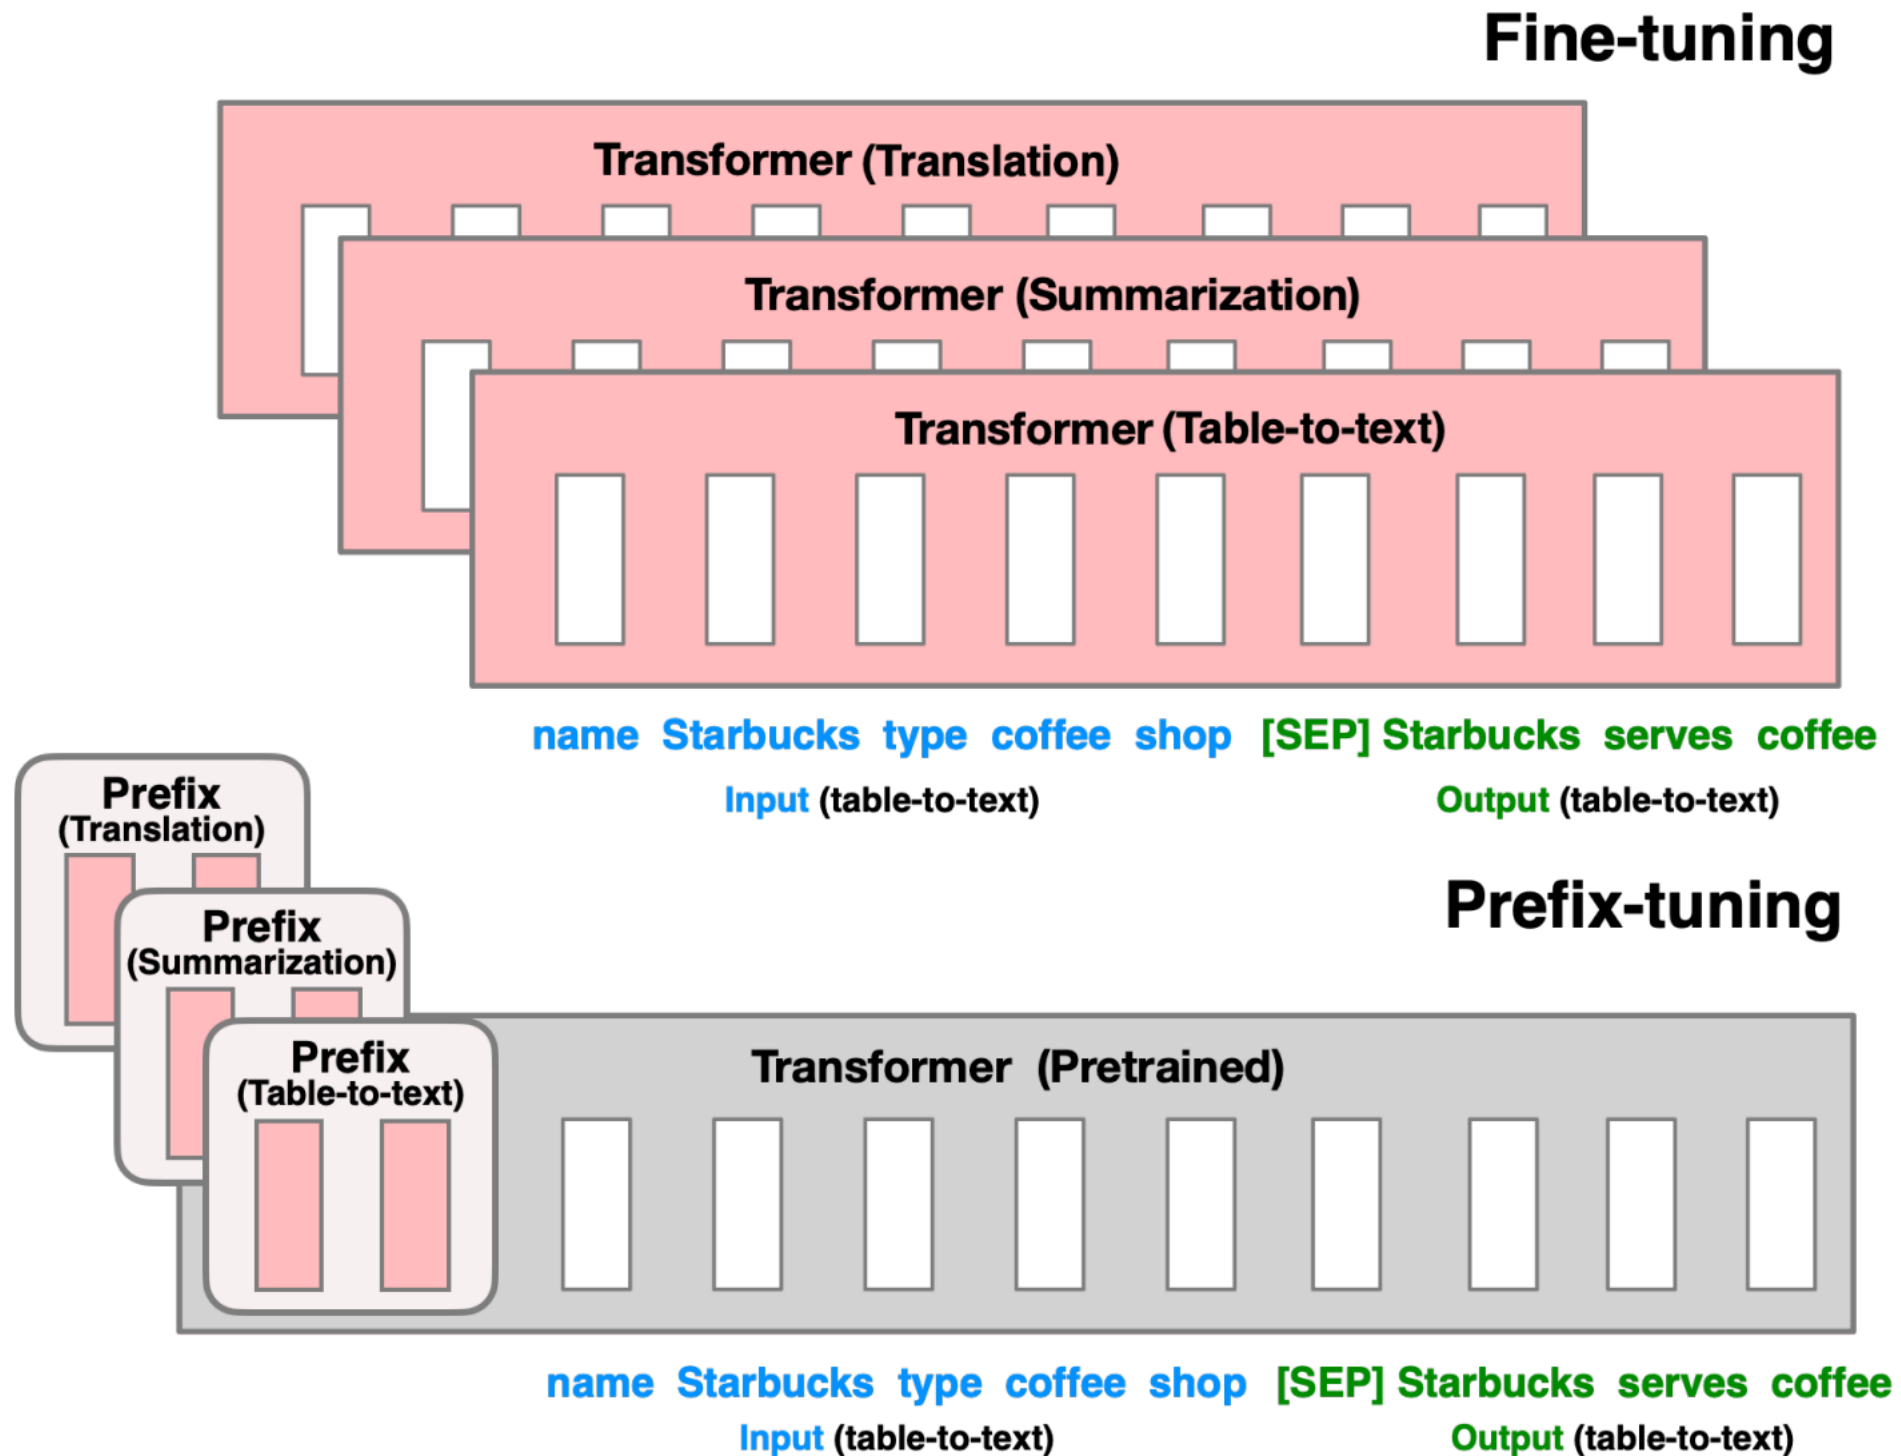 Fine-tuning
Transformer (Translation)
Transformer (Summarization)
Transformer (Table-to-text)
name Starbucks type coffee shop [SEP] Starbucks serves coffee
Input (table-to-text) Output (table-to-text)
Prefix
(Translation)
Prefix-tuning
Prefix
(Summarization)
Prefix
(Table-to-text)
Transformer (Pretrained)
name Starbucks type coffee shop [SEP] Starbucks serves coffee
Input (table-to-text) Output (table-to-text)